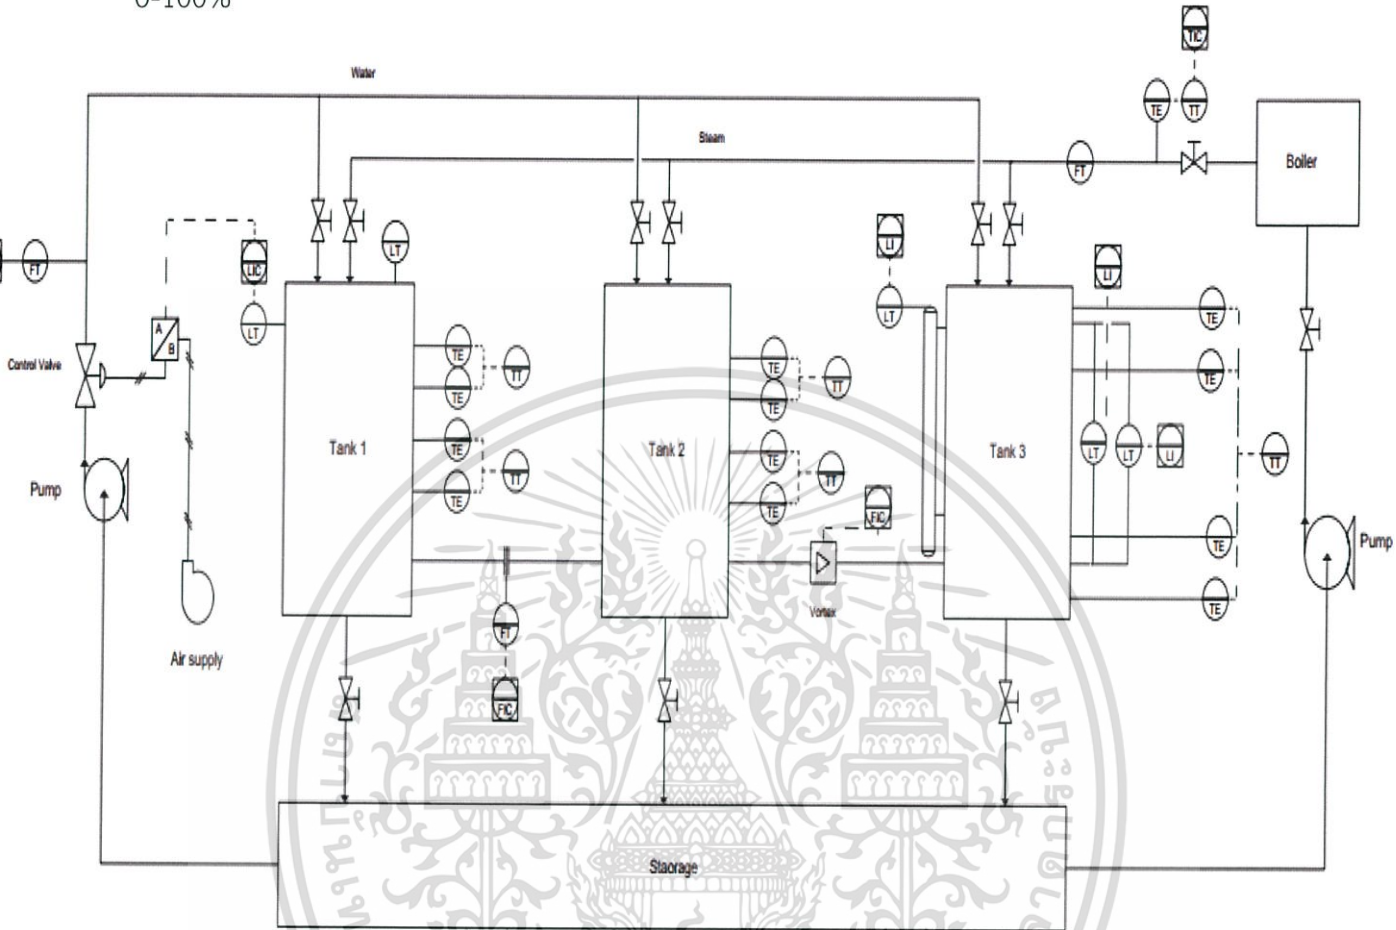 0-100%
TIC
Water
TE
TT
Steam
FT
Boiler
LT
LI
LIC
FT
LI
TE
LT
LT
A
B
TE
TT
TE
TT
Control Valve
TE
TE
TE
Tank 1
TE
Tank 2
TE
Tank 3
LT
LT
LI
TT
TT
TT
Pump
TE
TE
FIC
TE
Pump
Vortex
TE
FT
Air supply
FIC
Staorage